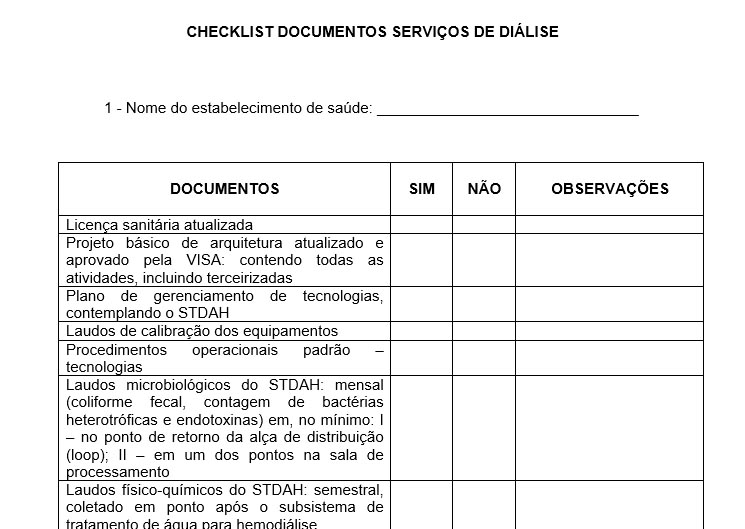 CHECKLIST DOCUMENTOS SERVIÇOS DE DIÁLISE
1 - Nome do estabelecimento de saúde: ________________________________
DOCUMENTOS SIM NÃO OBSERVAÇÕES
Licença sanitária atualizada
Projeto básico de arquitetura atualizado e
aprovado pela VISA: contendo todas as
atividades, incluindo terceirizadas
Plano de gerenciamento de tecnologias,
contemplando o STDAH
Laudos de calibração dos equipamentos
Procedimentos operacionais padrão –
tecnologias
Laudos microbiológicos do STDAH: mensal
(coliforme fecal, contagem de bactérias
heterotróficas e endotoxinas) em, no mínimo: I
– no ponto de retorno da alça de distribuição
(loop); II – em um dos pontos na sala de
processamento
Laudos físico-químicos do STDAH: semestral,
coletado em ponto após o subsistema de
tratamento de água para hemodiálise